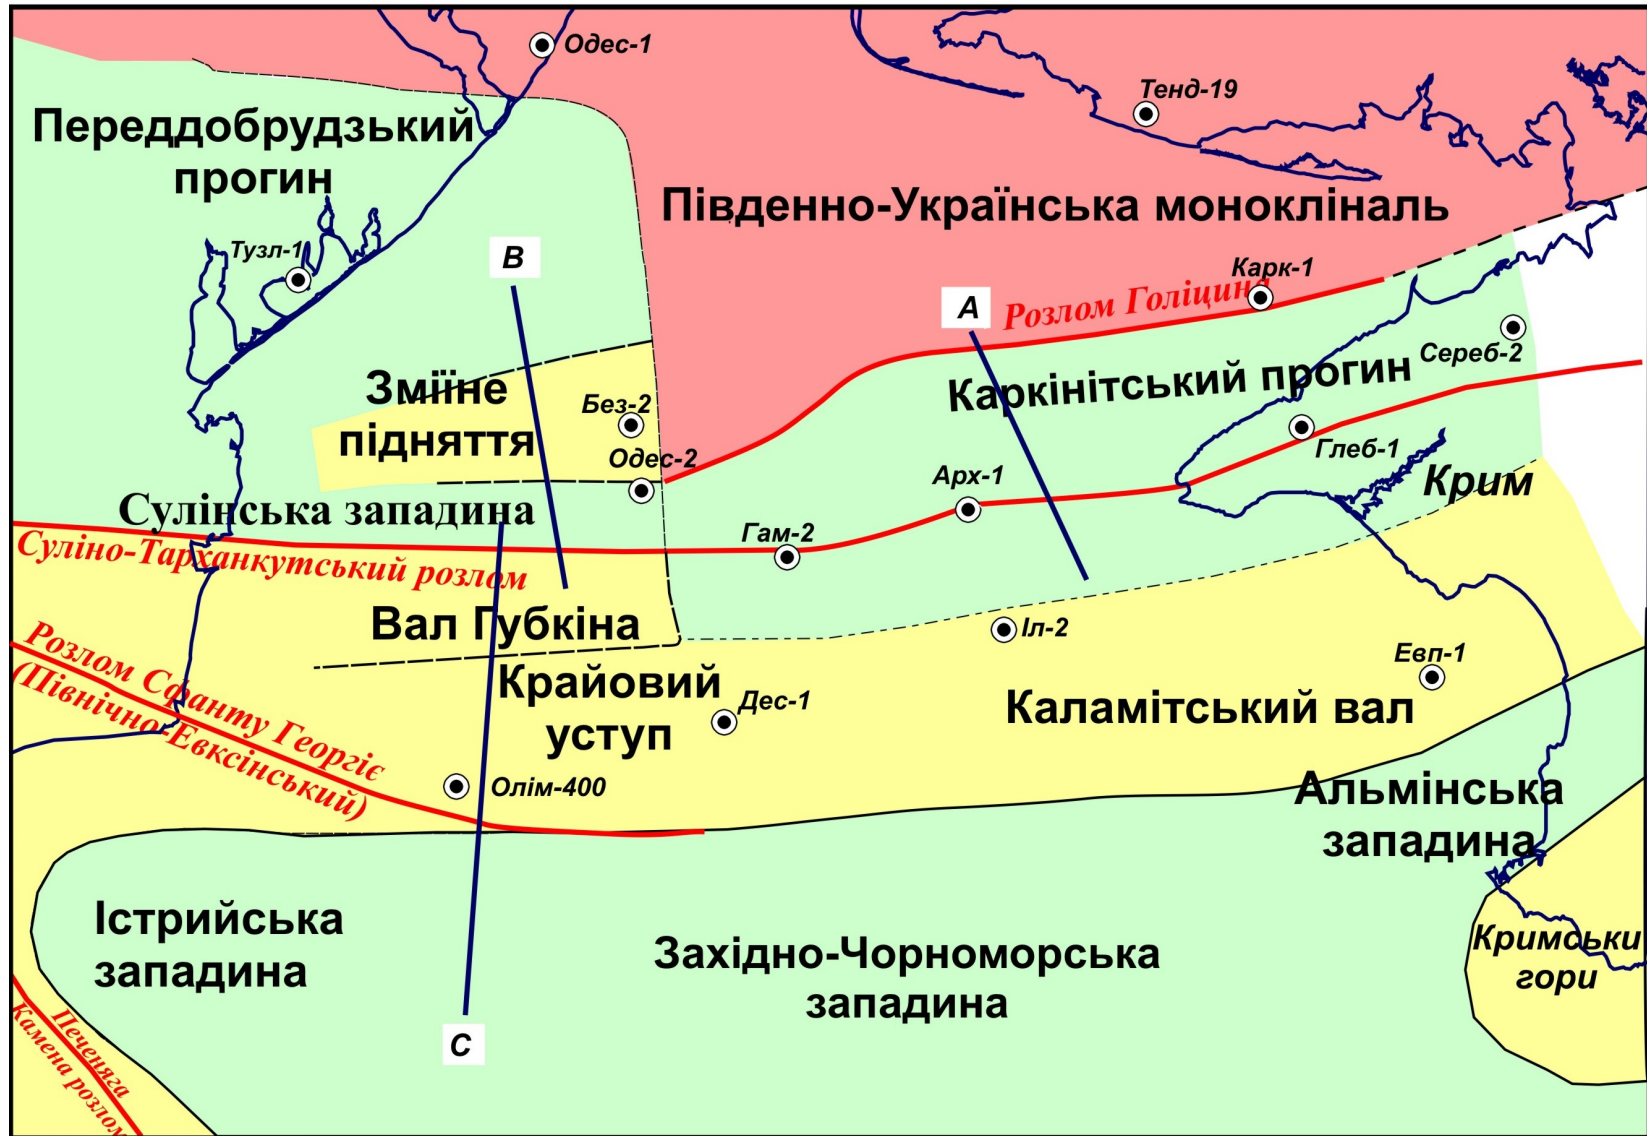 Одес-1
Тенд-19
Переддобрудзький
прогин
Південно-Українська монокліналь
Тузл-1
В
А
Карк-1
Розлом Голіцина
Сереб-2
Каркінітський прогин
Зміїне
підняття
Без-2
Одес-2
Глеб-1
Арх-1
Крим
Сулінська западина
Гам-2
Суліно-Тарханкутський розлом
Вал Губкіна
Іл-2
Розлом Сфанту Георгіє
(Північно-Евксінський)
Крайовий
уступ
Дес-1
Евп-1
Каламітський вал
Олім-400
Альмінська
западина
Істрийська
западина
Західно-Чорноморська
западина
Кримськи
гори
С
Печеняга
Камена розлом